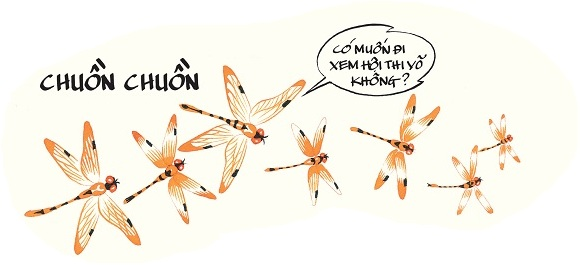 CHUỒN CHUỒN
CÓ MUỐN ĐI
XEM HỘI THI VÕ
KHÔNG?